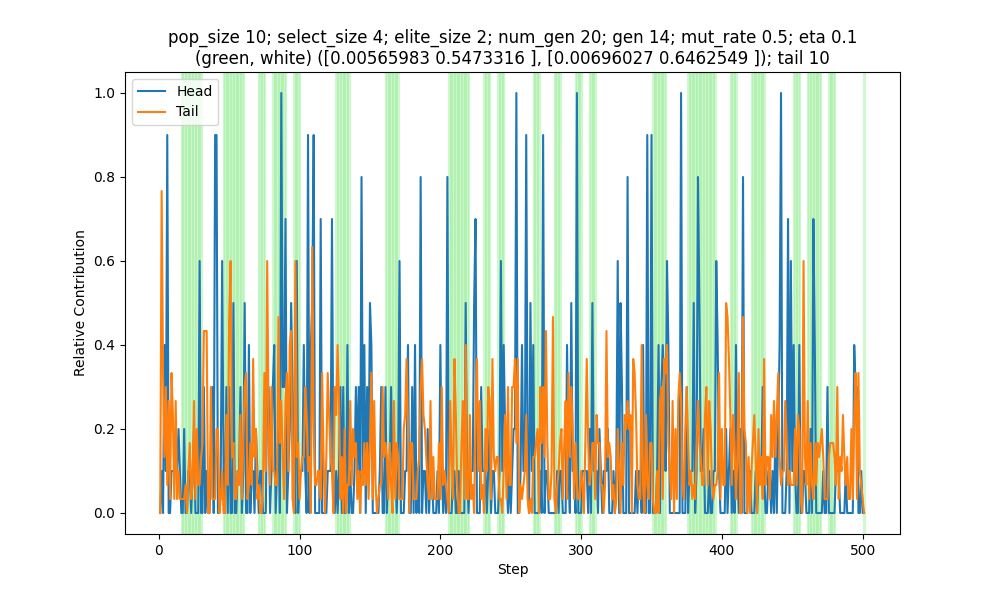 pop_size 10; select_size 4; elite_size 2; num_gen 20; gen 14; mut_rate 0.5; eta 0.1
(green, white) ([0.00565983 0.5473316 ], [0.00696027 0.6462549 ]); tail 10
Head
Tail
1.0
0.8
0.6
0.4
0.2
0.0
Relative Contribution
0 100 200 300 400 500
Step